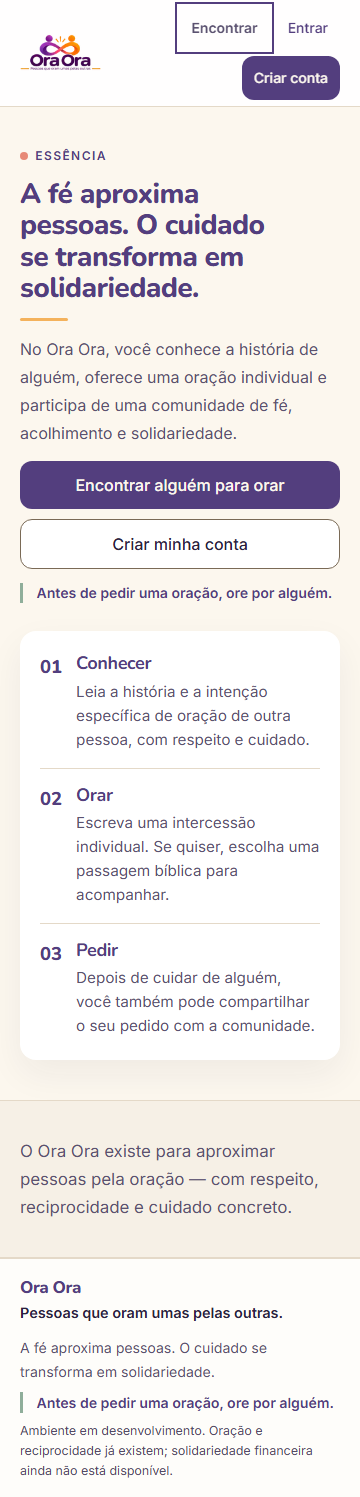 Encontrar
Entrar
Ora Ora
Criar conta
ESSÊNCIA
A fé aproxima
pessoas. O cuidado
se transforma em
solidariedade.
No Ora Ora, você conhece a história de
alguém, oferece uma oração individual e
participa de uma comunidade de fé,
acolhimento e solidariedade.
Encontrar alguém para orar
Criar minha conta
Antes de pedir uma oração, ore por alguém.
01 Conhecer
Leia a história e a intenção
específica de oração de outra
pessoa, com respeito e cuidado.
02 Orar
Escreva uma intercessão
individual. Se quiser, escolha uma
passagem bíblica para
acompanhar.
03 Pedir
Depois de cuidar de alguém,
você também pode compartilhar
o seu pedido com a comunidade.
O Ora Ora existe para aproximar
pessoas pela oração — com respeito,
reciprocidade e cuidado concreto.
Ora Ora
Pessoas que oram umas pelas outras.
A fé aproxima pessoas. O cuidado se
transforma em solidariedade.
Antes de pedir uma oração, ore por alguém.
Ambiente em desenvolvimento. Oração e
reciprocidade já existem; solidariedade financeira
ainda não está disponível.